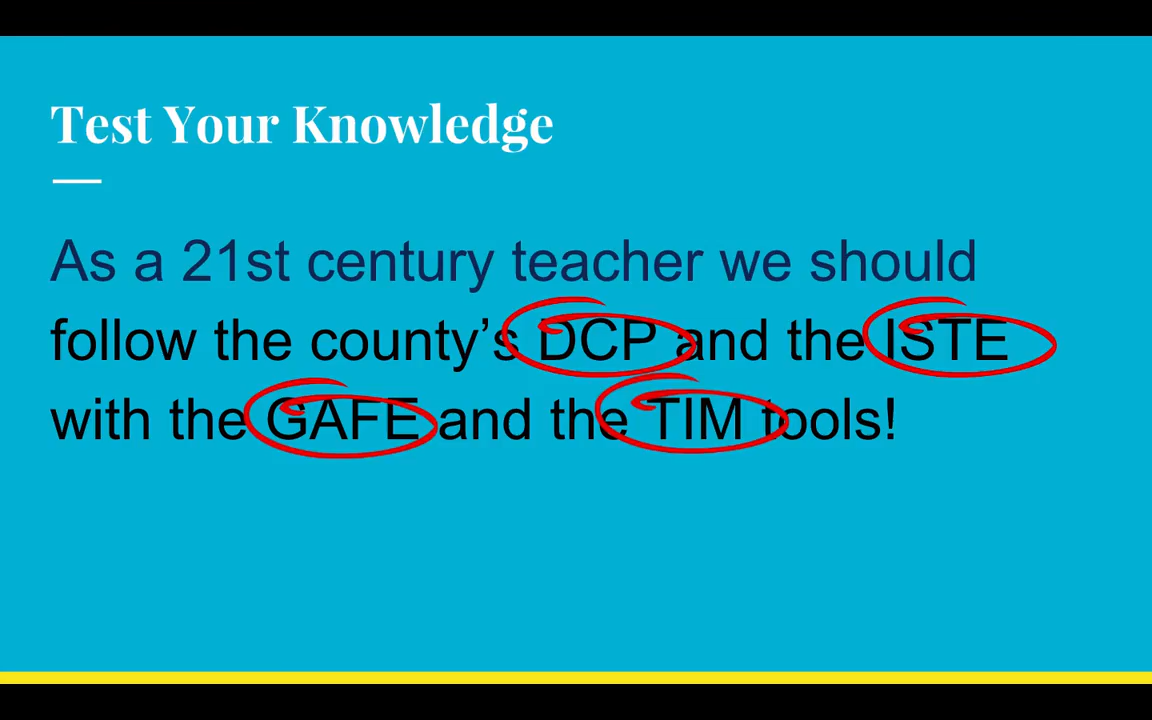 Test Your Knowledge
As a 21st century teacher we should
follow the county’s DCP and the ISTE
with the GAFE and the TIM tools!